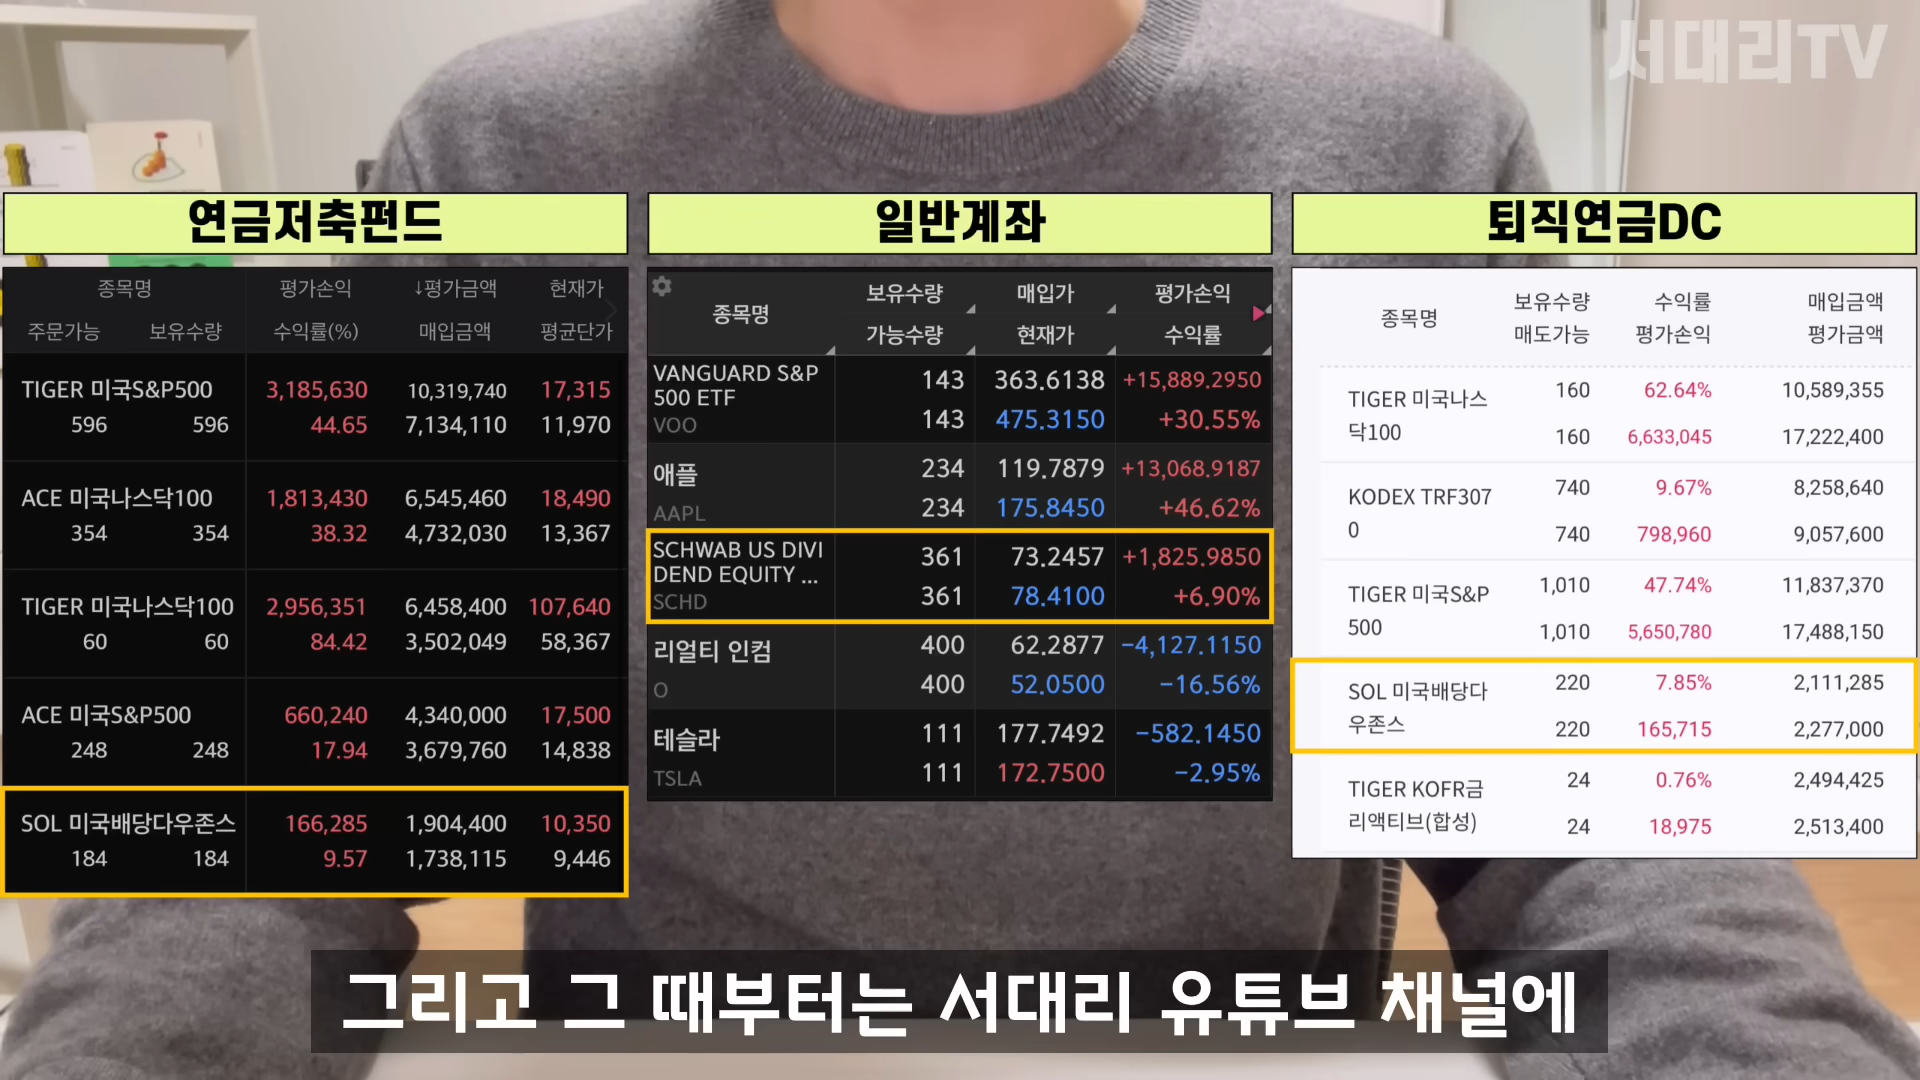 서대리TV
연금저축펀드
종목명 평가손익 ↓평가금액 현재가
주문가능 보유수량 수익률(%) 매입금액 평균단가
TIGER 미국S&P500 3,185,630 10,319,740 17,315
596 596 44.65 7,134,110 11,970
ACE 미국나스닥100 1,813,430 6,545,460 18,490
354 354 38.32 4,732,030 13,367
TIGER 미국나스닥100 2,956,351 6,458,400 107,640
60 60 84.42 3,502,049 58,367
ACE 미국S&P500 660,240 4,340,000 17,500
248 248 17.94 3,679,760 14,838
SOL 미국배당다우존스 166,285 1,904,400 10,350
184 184 9.57 1,738,115 9,446
일반계좌
종목명 보유수량 매입가 평가손익
가능수량 현재가 수익률
VANGUARD S&P 143 363.6138 +15,889.2950
500 ETF
VOO 143 475.3150 +30.55%
애플 234 119.7879 +13,068.9187
AAPL 234 175.8450 +46.62%
SCHWAB US DIVI 361 73.2457 +1,825.9850
DEND EQUITY ...
SCHD 361 78.4100 +6.90%
리얼티 인컴 400 62.2877 −4,127.1150
O 400 52.0500 −16.56%
테슬라 111 177.7492 −582.1450
TSLA 111 172.7500 −2.95%
퇴직연금DC
종목명 보유수량 수익률 매입금액
매도가능 평가손익 평가금액
TIGER 미국나스 160 62.64% 10,589,355
닥100 160 6,633,045 17,222,400
KODEX TRF307 740 9.67% 8,258,640
0 740 798,960 9,057,600
TIGER 미국S&P 1,010 47.74% 11,837,370
500 1,010 5,650,780 17,488,150
SOL 미국배당다 220 7.85% 2,111,285
우존스 220 165,715 2,277,000
TIGER KOFR금 24 0.76% 2,494,425
리액티브(합성) 24 18,975 2,513,400
그리고 그 때부터는 서대리 유튜브 채널에